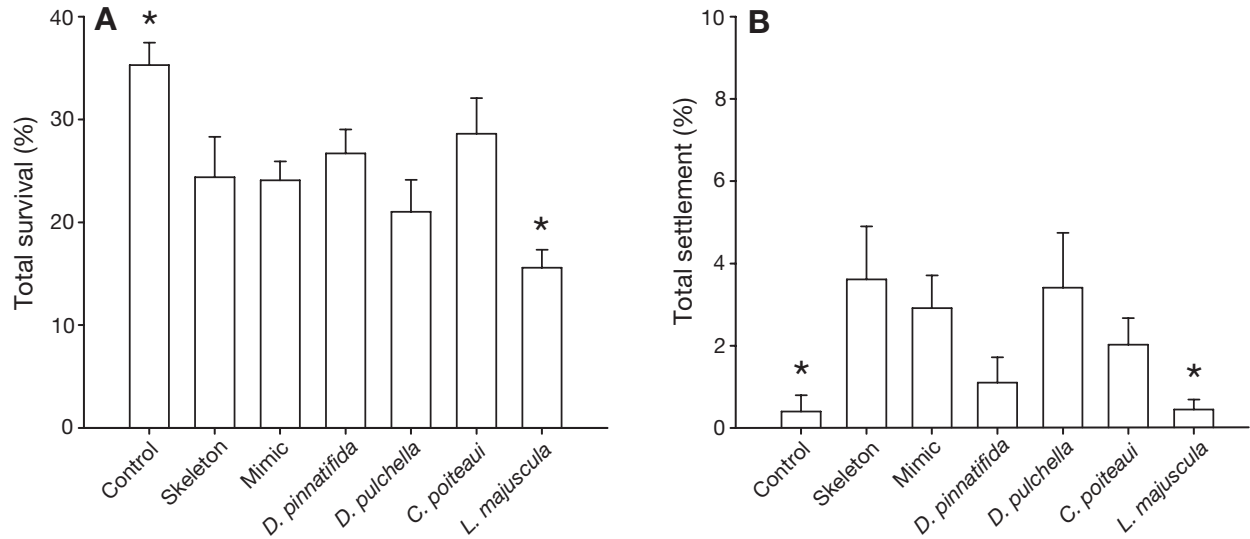 A
Total survival (%)
40
30
20
10
0
*
*
Control
Skeleton
Mimic
D. pinnatifida
D. pulchella
C. poiteaui
L. majuscula
B
Total settlement (%)
10
8
6
4
2
0
*
*
Control
Skeleton
Mimic
D. pinnatifida
D. pulchella
C. poiteaui
L. majuscula